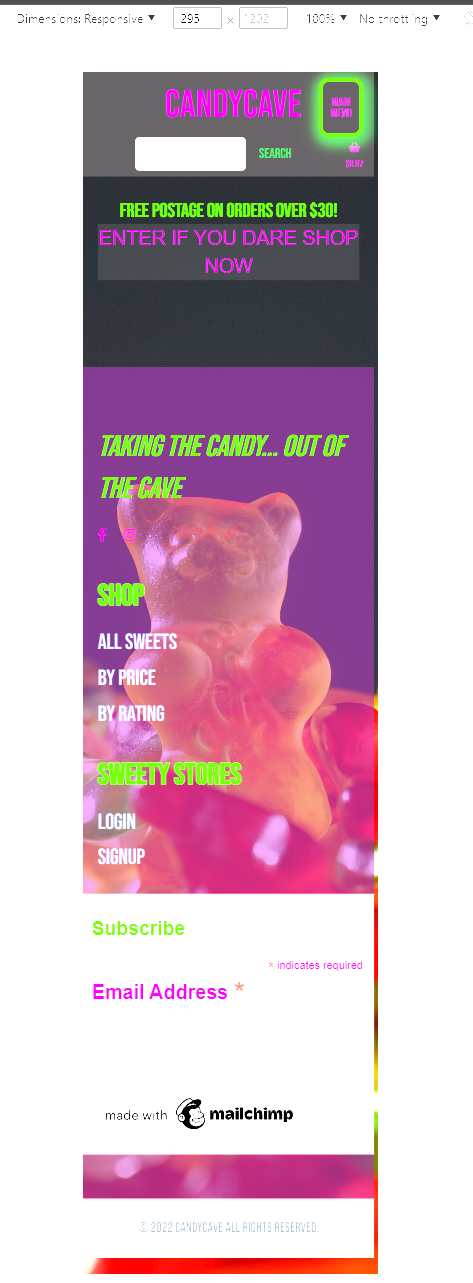 Dimensions: Responsive ▼ 295 × 1202 100% ▼ No throttling ▼
CANDYCAVE
MAIN
MENU
SEARCH
FREE POSTAGE ON ORDERS OVER $30!
ENTER IF YOU DARE SHOP
NOW
TAKING THE CANDY... OUT OF
THE CAVE
SHOP
ALL SWEETS
BY PRICE
BY RATING
SWEETY STORES
LOGIN
SIGNUP
Subscribe
* indicates required
Email Address *
made with mailchimp
© 2022 CANDYCAVE ALL RIGHTS RESERVED.